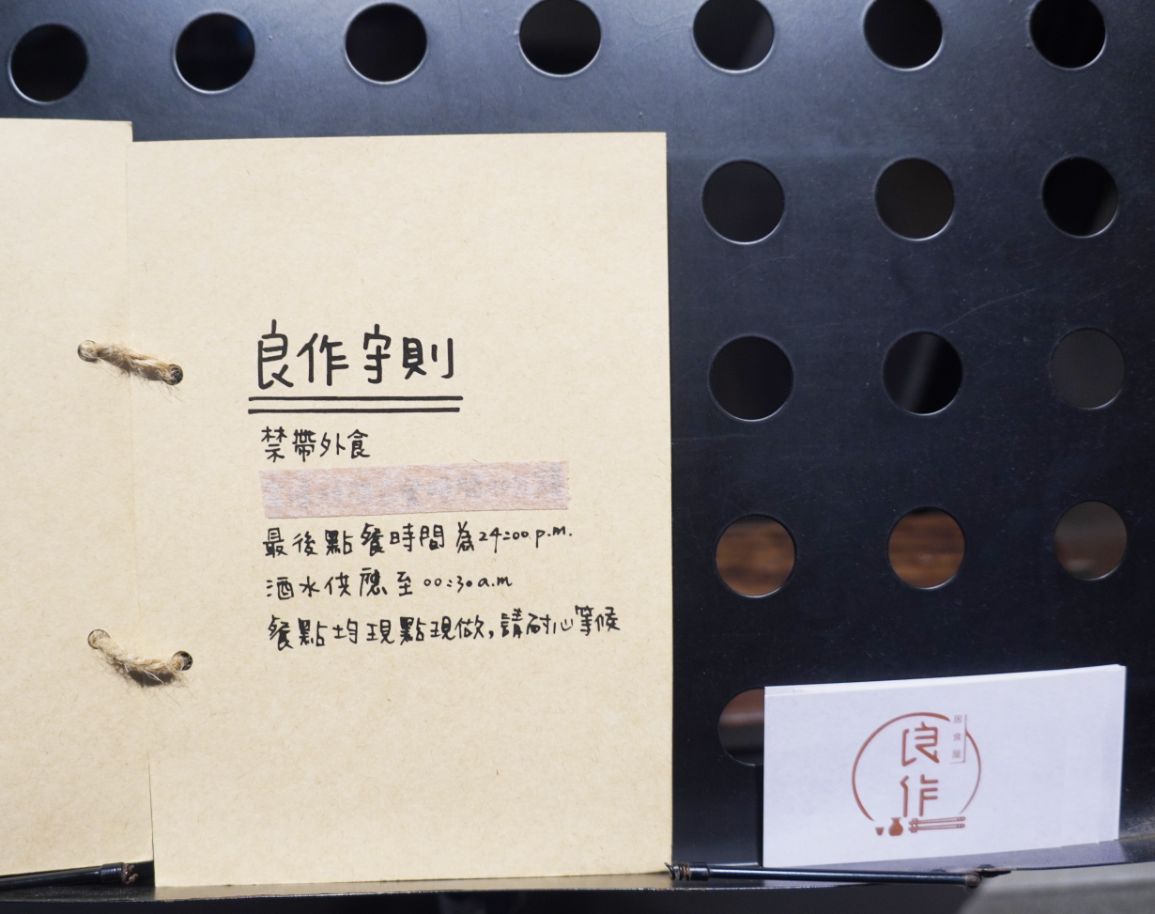 良作守則
禁帶外食
最後點餐時間為24:00 p.m.
酒水供應至00:30 a.m
餐點均現點現做，請耐心等候
良作
居食屋